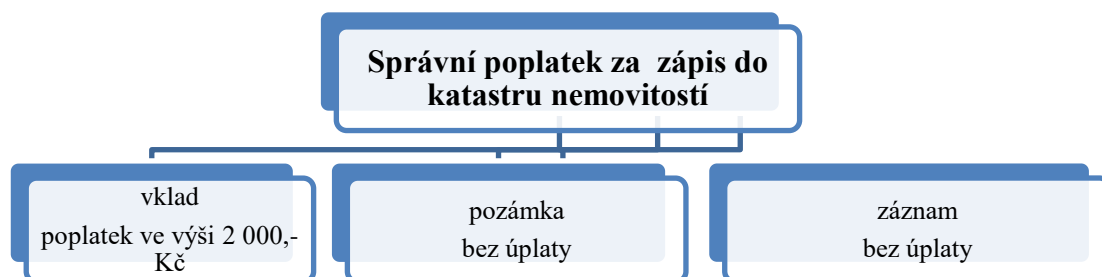 Správní poplatek za zápis do
katastru nemovitostí
vklad
poplatek ve výši 2 000,-
Kč
pozámka
bez úplaty
záznam
bez úplaty